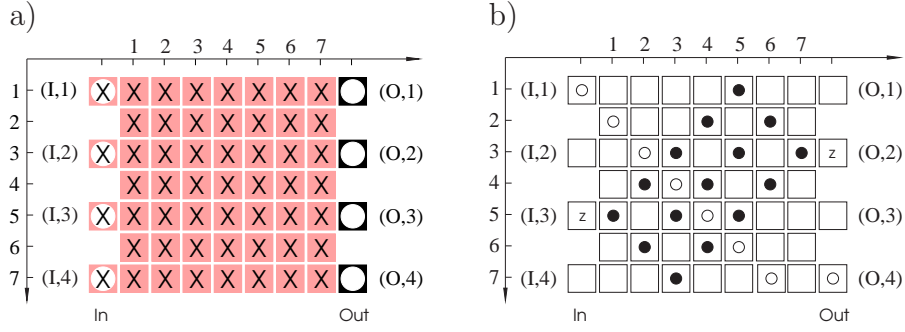 a)
b)
1 2 3 4 5 6 7
1 2 3 4 5 6 7
1 (I,1) X X X X X X X X (O,1)
2 X X X X X X X
3 (I,2) X X X X X X X X (O,2)
4 X X X X X X X
5 (I,3) X X X X X X X X (O,3)
6 X X X X X X X
7 (I,4) X X X X X X X X (O,4)
In Out
1 (I,1) (O,1)
2
3 (I,2) z (O,2)
4
5 (I,3) z (O,3)
6
7 (I,4) (O,4)
In Out